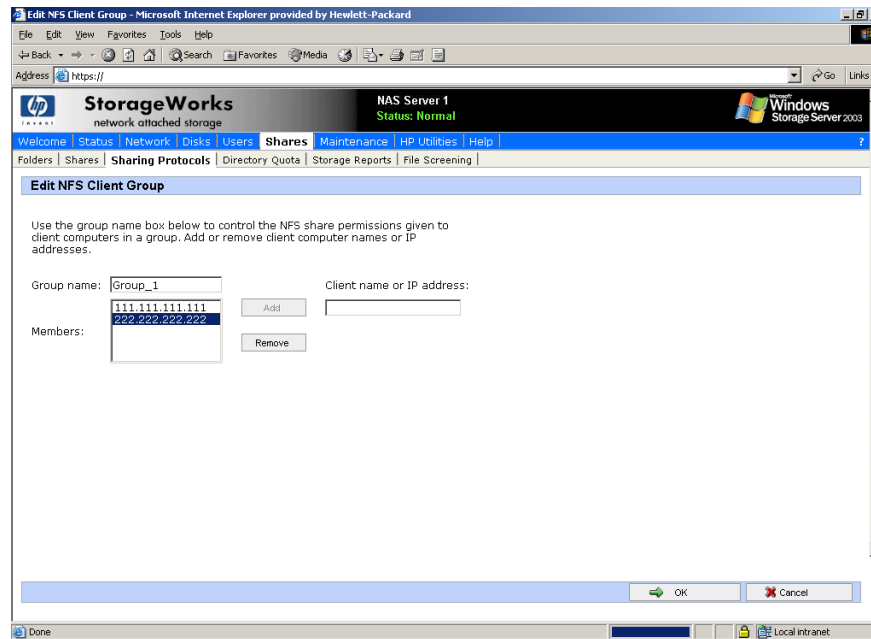 Edit NFS Client Group - Microsoft Internet Explorer provided by Hewlett-Packard
File Edit View Favorites Tools Help
Back Search Favorites Media
Address https:// Go Links
hp
invent
StorageWorks
network attached storage
NAS Server 1
Status: Normal
Microsoft
Windows
Storage Server 2003
Welcome | Status | Network | Disks | Users | Shares | Maintenance | HP Utilities | Help | ?
Folders | Shares | Sharing Protocols | Directory Quota | Storage Reports | File Screening |
Edit NFS Client Group
Use the group name box below to control the NFS share permissions given to
client computers in a group. Add or remove client computer names or IP
addresses.
Group name: Group_1 Client name or IP address:
Members:
111.111.111.111
222.222.222.222
Add
Remove
OK Cancel
Done Local intranet